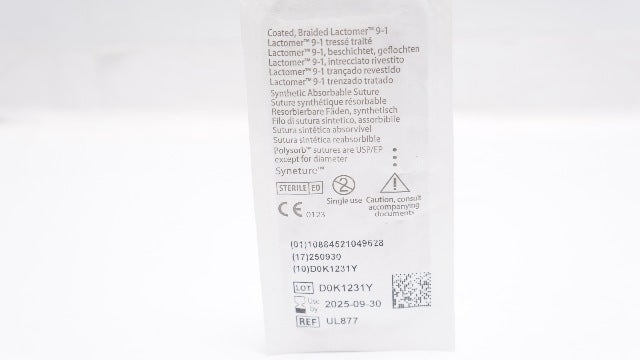 Coated, Braided Lactomer™ 9-1
Lactomer™ 9-1 tressé traité
Lactomer™ 9-1, beschichtet, geflochten
Lactomer™ 9-1, intrecciato rivestito
Lactomer™ 9-1 trançado revestido
Lactomer™ 9-1 trenzado tratado
Synthetic Absorbable Suture
Suture synthétique résorbable
Resorbierbare Fäden, synthetisch
Filo di sutura sintetico, assorbibile
Sutura sintética absorvível
Sutura sintética reabsorbible
Polysorb™ sutures are USP/EP
except for diameter
Syneture™
STERILE EO
2
Single use
Caution, consult
accompanying
documents
CE 0123
(01)10884521049628
(17)250930
(10)D0K1231Y
LOT D0K1231Y
Use
by 2025-09-30
REF UL877